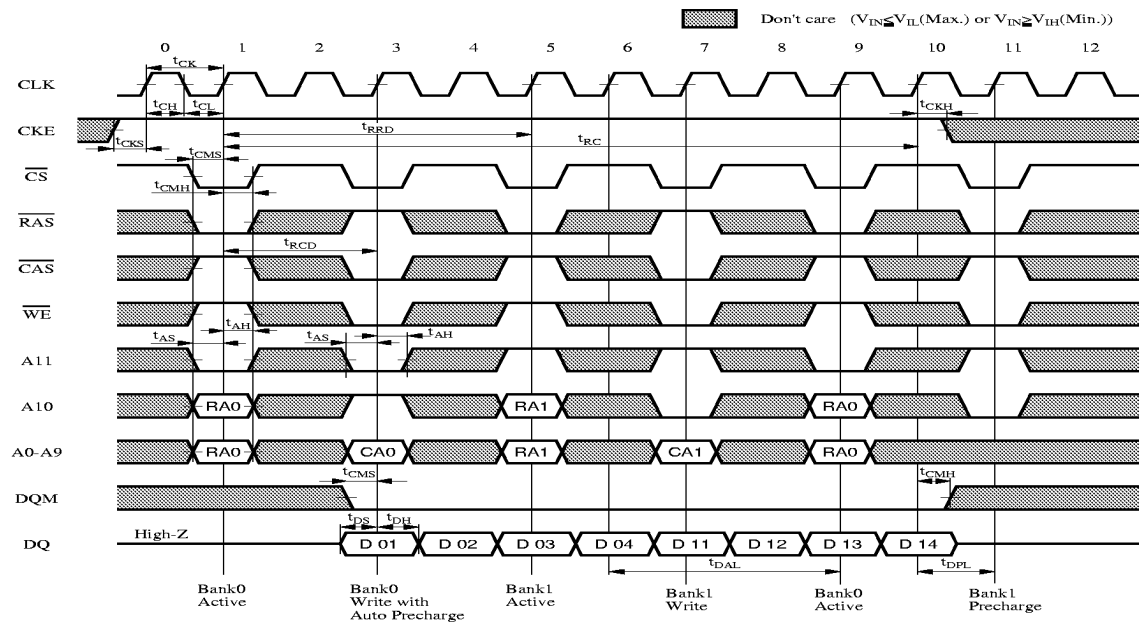 Don't care (VIN≦VIL(Max.) or VIN≧VIH(Min.))
0 1 2 3 4 5 6 7 8 9 10 11 12
tCK
CLK
tCH tCL tCKH
CKE tRRD
tCKS tRC
tCMS
CS
tCMH
RAS
tRCD
CAS
WE
tAS tAH tAS tAH
A11
A10 RA0 RA1 RA0
A0-A9 RA0 CA0 RA1 CA1 RA0
tCMS tCMH
DQM
tDS tDH
High-Z
DQ D 01 D 02 D 03 D 04 D 11 D 12 D 13 D 14
tDAL tDPL
Bank0 Bank0 Bank1 Bank1 Bank0 Bank1
Active Write with Active Write Active Precharge
Auto Precharge